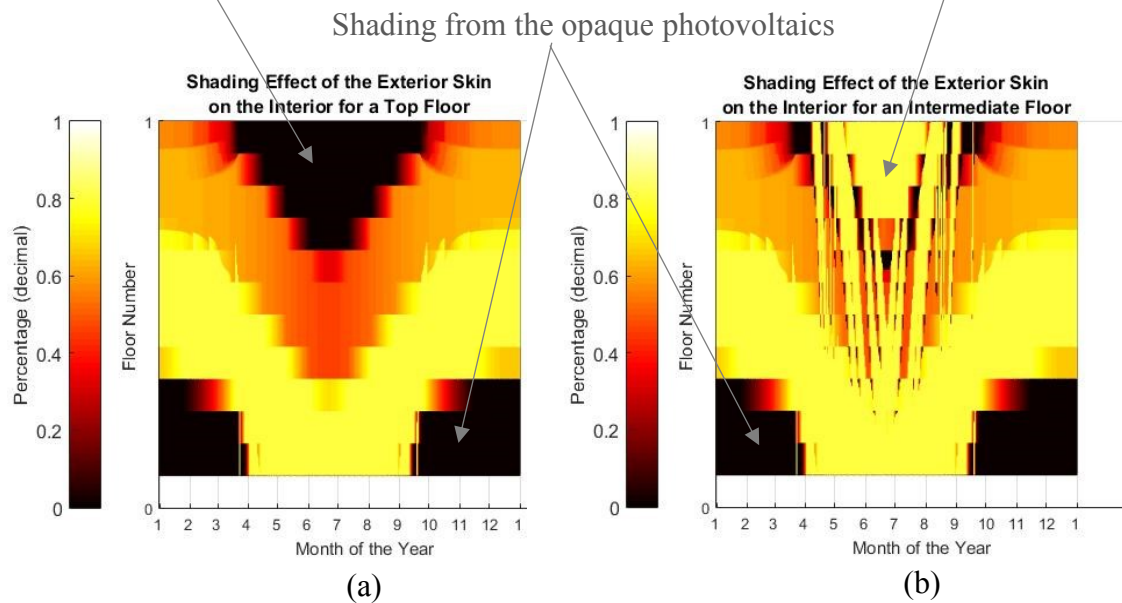 Shading from the opaque photovoltaics
Shading Effect of the Exterior Skin
on the Interior for a Top Floor
1
0.8
0.6
0.4
0.2
0
Percentage (decimal)
Floor Number
1
0
1 2 3 4 5 6 7 8 9 10 11 12 1
Month of the Year
(a)
Shading Effect of the Exterior Skin
on the Interior for an Intermediate Floor
1
0.8
0.6
0.4
0.2
0
Percentage (decimal)
Floor Number
1
0
1 2 3 4 5 6 7 8 9 10 11 12 1
Month of the Year
(b)